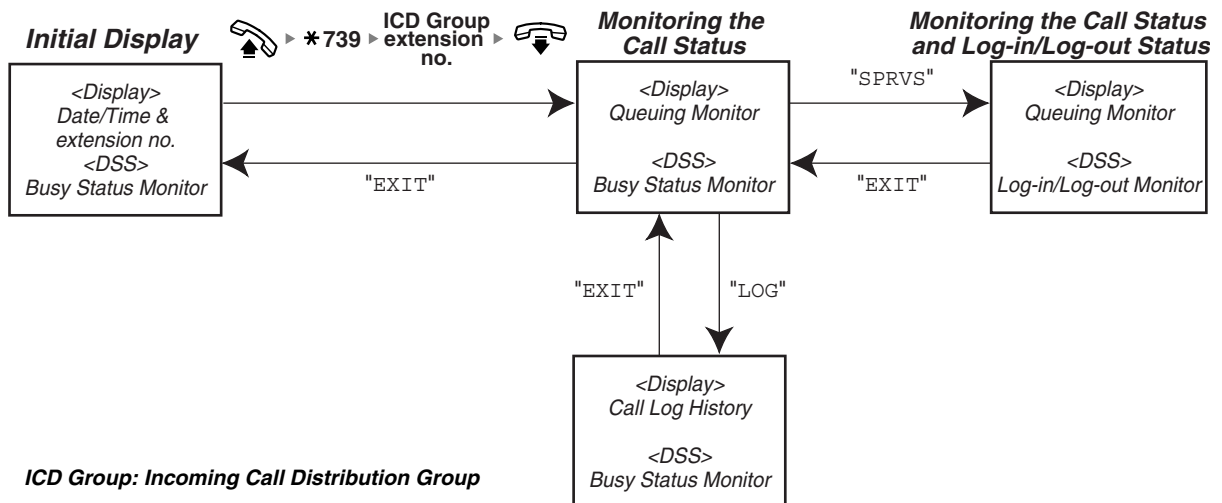 Initial Display
*739
ICD Group
extension
no.
Monitoring the
Call Status
Monitoring the Call Status
and Log-in/Log-out Status
<Display>
Date/Time &
extension no.
<DSS>
Busy Status Monitor
"EXIT"
<Display>
Queuing Monitor
<DSS>
Busy Status Monitor
"SPRVS"
"EXIT"
<Display>
Queuing Monitor
<DSS>
Log-in/Log-out Monitor
"EXIT"
"LOG"
<Display>
Call Log History
<DSS>
Busy Status Monitor
ICD Group: Incoming Call Distribution Group